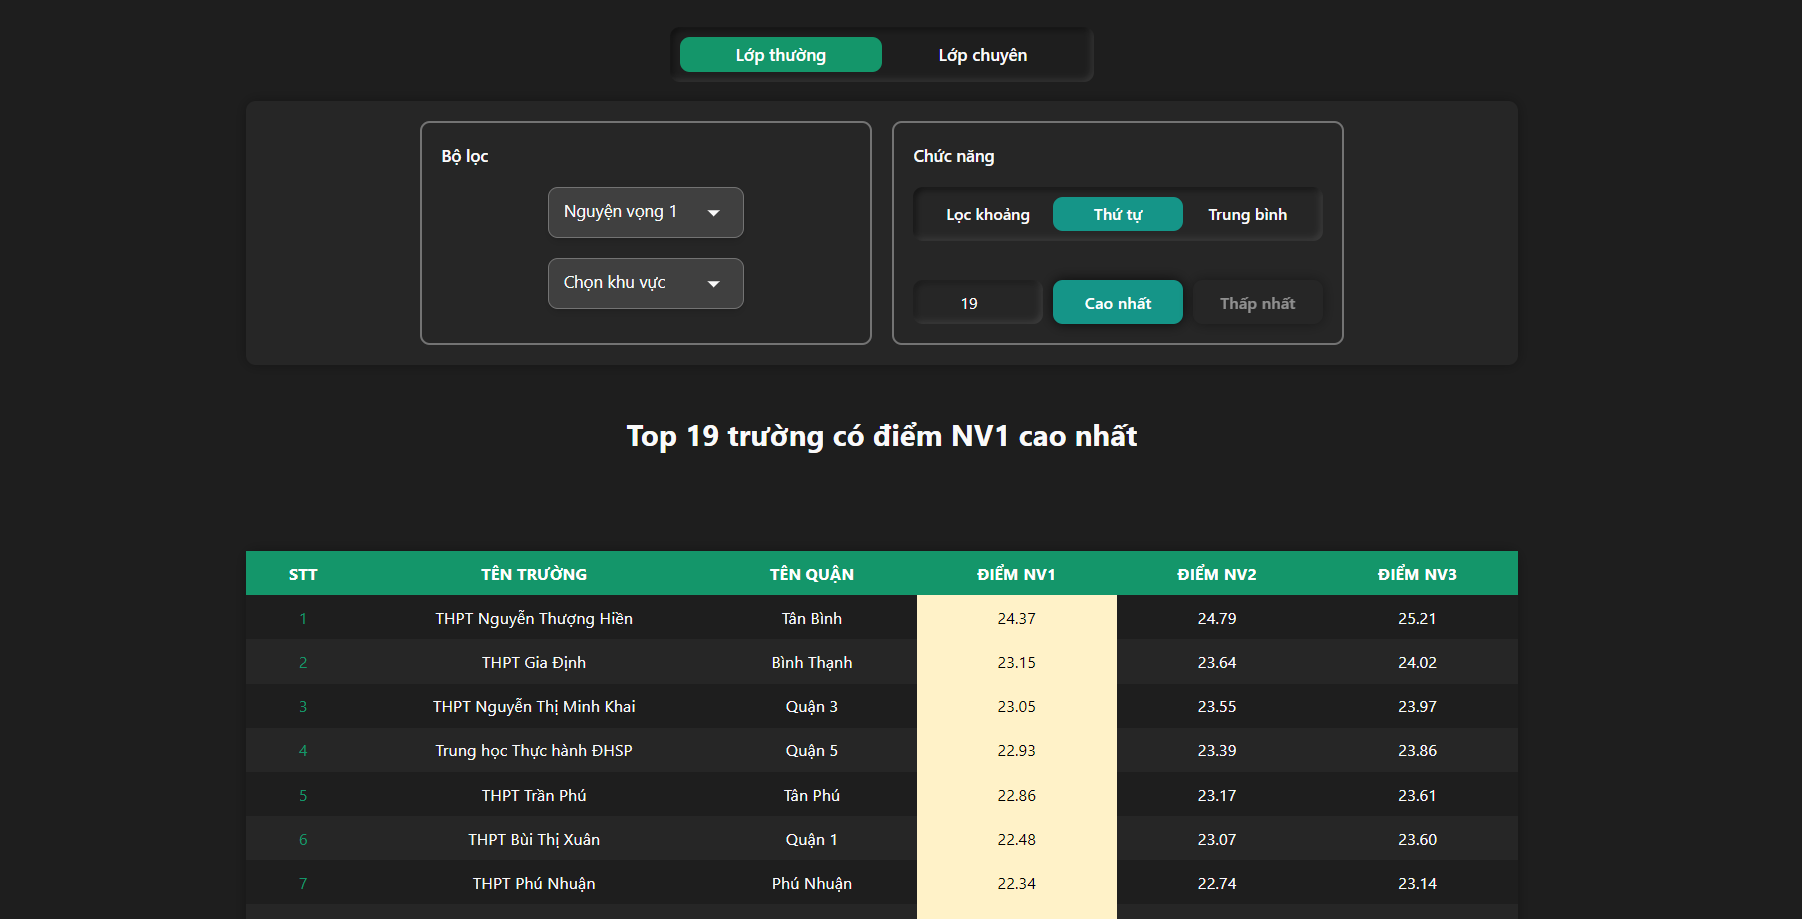 Lớp thường Lớp chuyên
Bộ lọc
Nguyện vọng 1
Chọn khu vực
Chức năng
Lọc khoảng Thứ tự Trung bình
19 Cao nhất Thấp nhất
Top 19 trường có điểm NV1 cao nhất
STT TÊN TRƯỜNG TÊN QUẬN ĐIỂM NV1 ĐIỂM NV2 ĐIỂM NV3
1 THPT Nguyễn Thượng Hiền Tân Bình 24.37 24.79 25.21
2 THPT Gia Định Bình Thạnh 23.15 23.64 24.02
3 THPT Nguyễn Thị Minh Khai Quận 3 23.05 23.55 23.97
4 Trung học Thực hành ĐHSP Quận 5 22.93 23.39 23.86
5 THPT Trần Phú Tân Phú 22.86 23.17 23.61
6 THPT Bùi Thị Xuân Quận 1 22.48 23.07 23.60
7 THPT Phú Nhuận Phú Nhuận 22.34 22.74 23.14